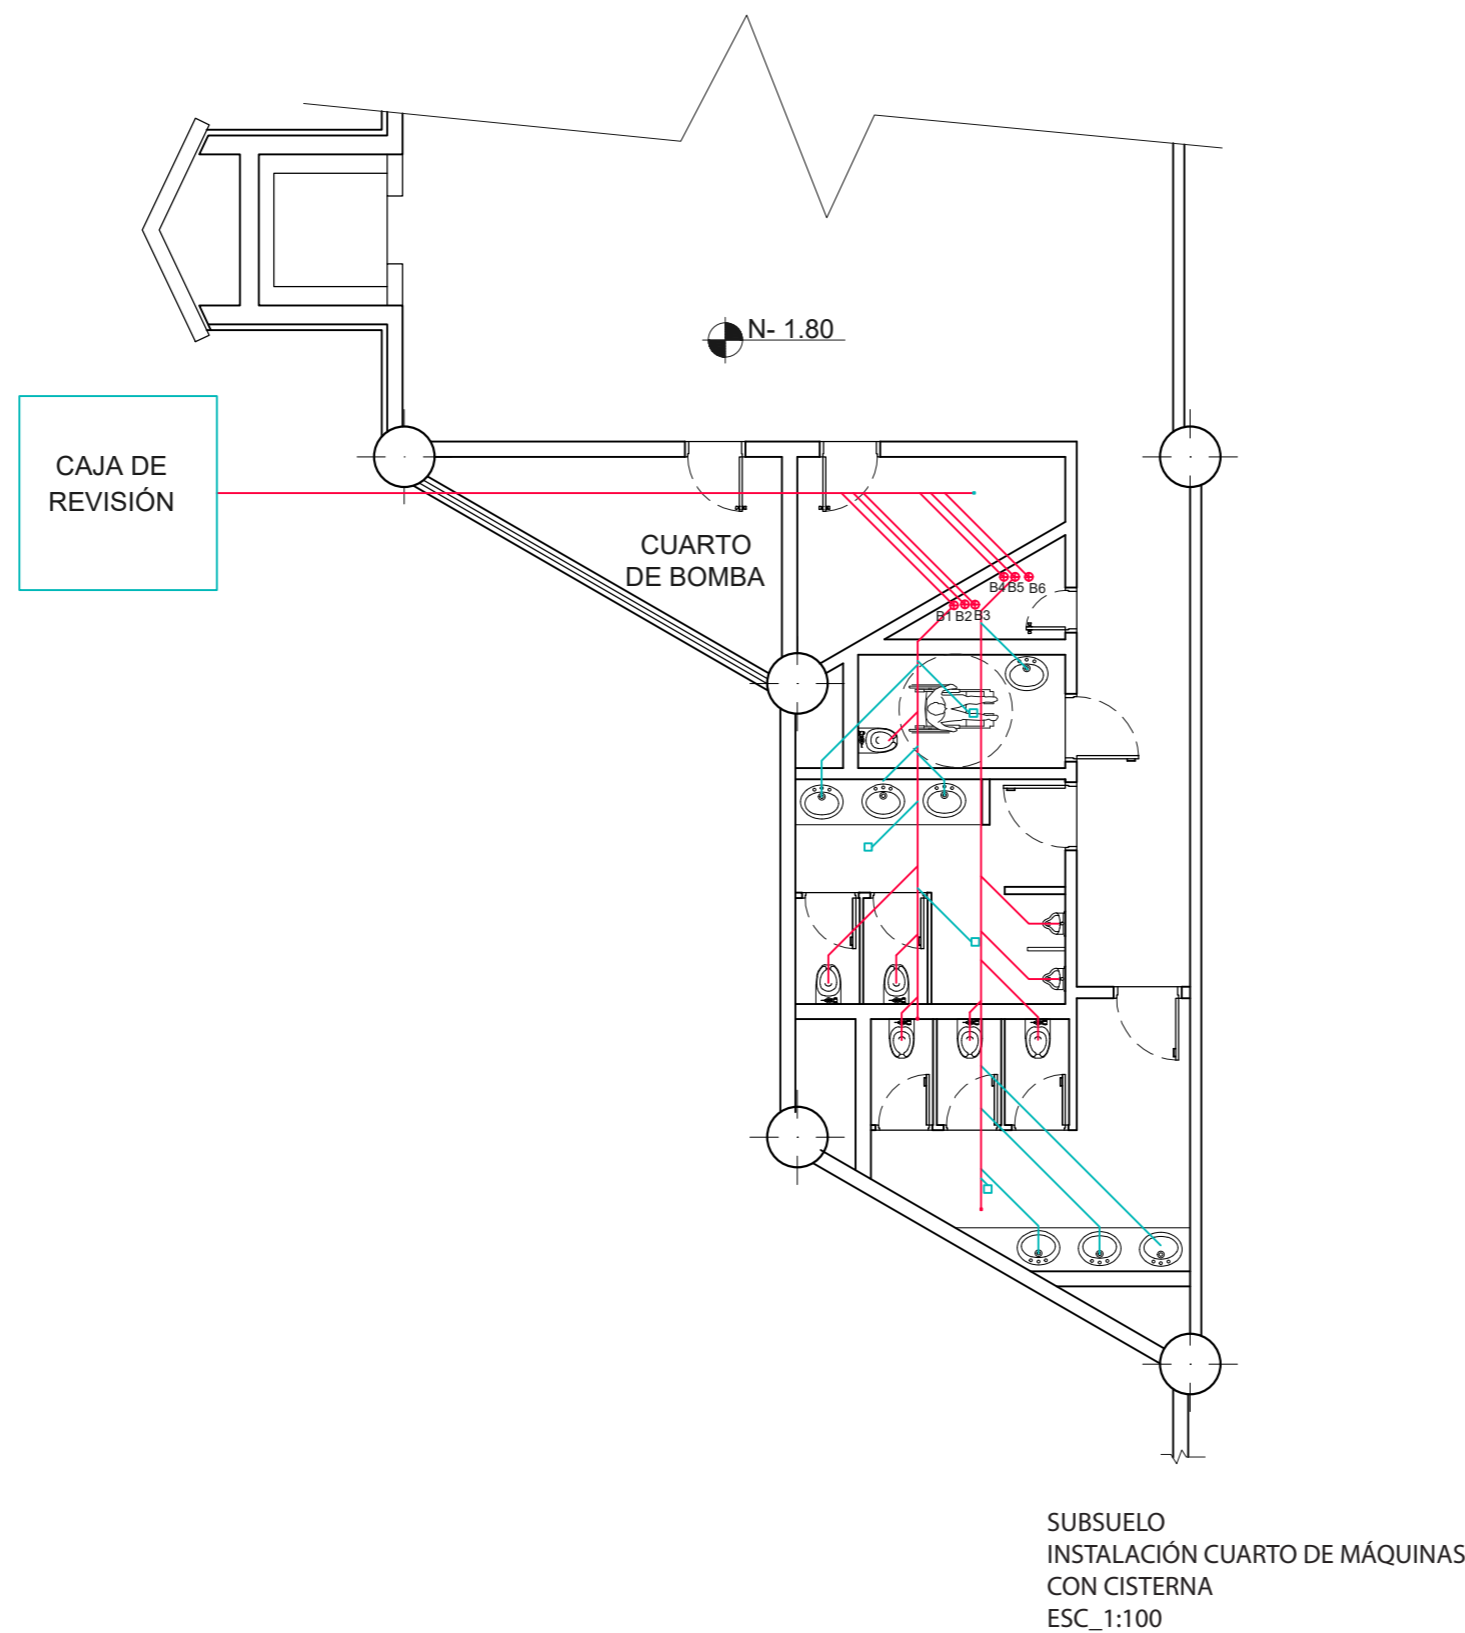 N- 1.80
CAJA DE
REVISIÓN
CUARTO
DE BOMBA
B4 B5 B6
B1 B2 B3
SUBSUELO
INSTALACIÓN CUARTO DE MÁQUINAS
CON CISTERNA
ESC_1:100